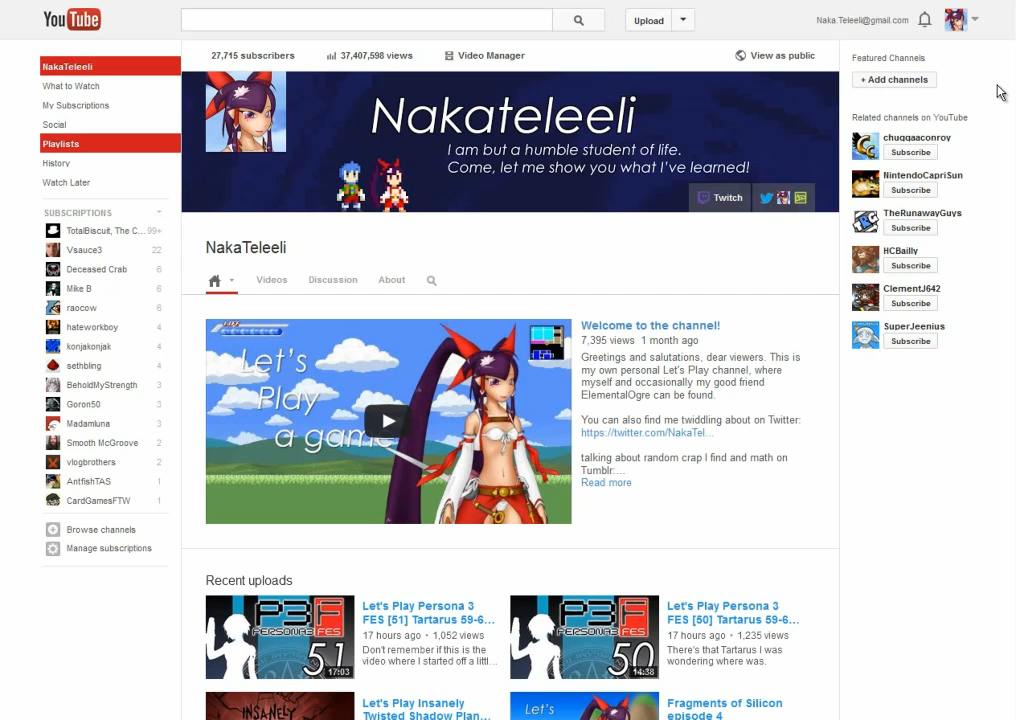 YouTube
Upload
Naka.Teleeli@gmail.com
NakaTeleeli
What to Watch
My Subscriptions
Social
Playlists
History
Watch Later
SUBSCRIPTIONS
TotalBiscuit, The C... 99+
Vsauce3 22
Deceased Crab 6
Mike B 6
raocow 6
hateworkboy 4
konjakonjak 4
sethbling 4
BeholdMyStrength 3
Goron50 3
Madamluna 3
Smooth McGroove 2
vlogbrothers 2
AntfishTAS 1
CardGamesFTW 1
Browse channels
Manage subscriptions
27,715 subscribers
37,407,598 views
Video Manager
View as public
Nakateleeli
I am but a humble student of life.
Come, let me show you what I've learned!
Twitch
NakaTeleeli
Videos
Discussion
About
Let's
Play
a game
Welcome to the channel!
7,395 views 1 month ago
Greetings and salutations, dear viewers. This is
my own personal Let's Play channel, where
myself and occasionally my good friend
ElementalOgre can be found.
You can also find me twiddling about on Twitter:
https://twitter.com/NakaTel...
talking about random crap I find and math on
Tumblr:...
Read more
Recent uploads
P3F
PERSONA3 FES
51
17:03
Let's Play Persona 3
FES [51] Tartarus 59-6...
17 hours ago • 1,052 views
Don't remember if this is the
video where I started off a littl...
P3F
PERSONA3 FES
50
14:38
Let's Play Persona 3
FES [50] Tartarus 59-6...
17 hours ago • 1,235 views
There's that Tartarus I was
wondering where was.
INSANELY
Let's Play Insanely
Twisted Shadow Plan...
Let's
Fragments of Silicon
episode 4
Featured Channels
+ Add channels
Related channels on YouTube
chuggaaconroy
Subscribe
NintendoCapriSun
Subscribe
TheRunawayGuys
Subscribe
HCBailly
Subscribe
ClementJ642
Subscribe
SuperJeenius
Subscribe